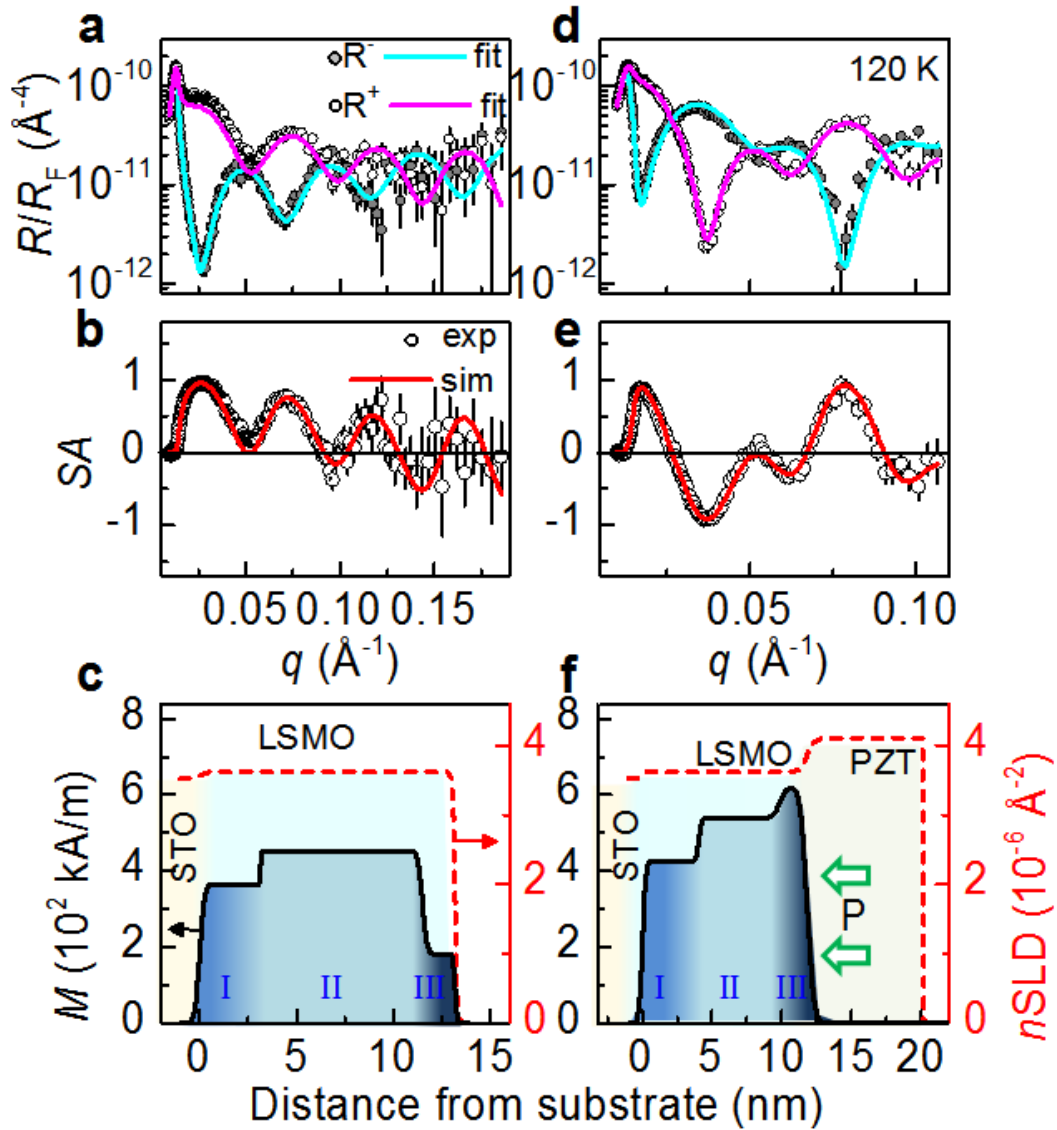 a
d
R⁻ fit
R⁺ fit
120 K
10⁻¹⁰
10⁻¹¹
10⁻¹²
10⁻¹⁰
10⁻¹¹
10⁻¹²
R/R_F (Å⁻⁴)
b
e
exp
sim
1
0
-1
1
0
-1
SA
0.05 0.10 0.15
0.05 0.10
q (Å⁻¹)
q (Å⁻¹)
c
f
8
6
4
2
0
M (10² kA/m)
LSMO
STO
I II III
4
2
0
8
6
4
2
0
LSMO
PZT
STO
P
I II III
4
2
0
nSLD (10⁻⁶ Å⁻²)
0 5 10 15
0 5 10 15 20
Distance from substrate (nm)